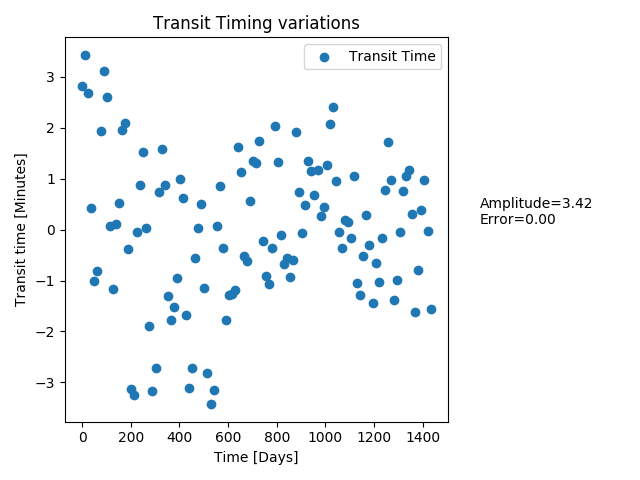 Transit Timing variations
Transit Time
Transit time [Minutes]
3
2
1
0
−1
−2
−3
Amplitude=3.42
Error=0.00
0 200 400 600 800 1000 1200 1400
Time [Days]